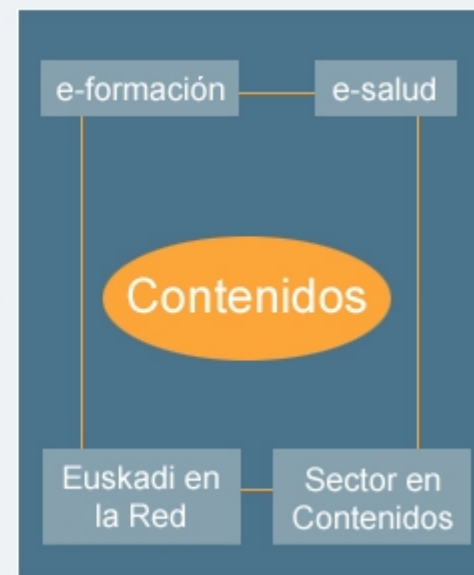 e-formación
e-salud
Contenidos
Euskadi en
la Red
Sector en
Contenidos